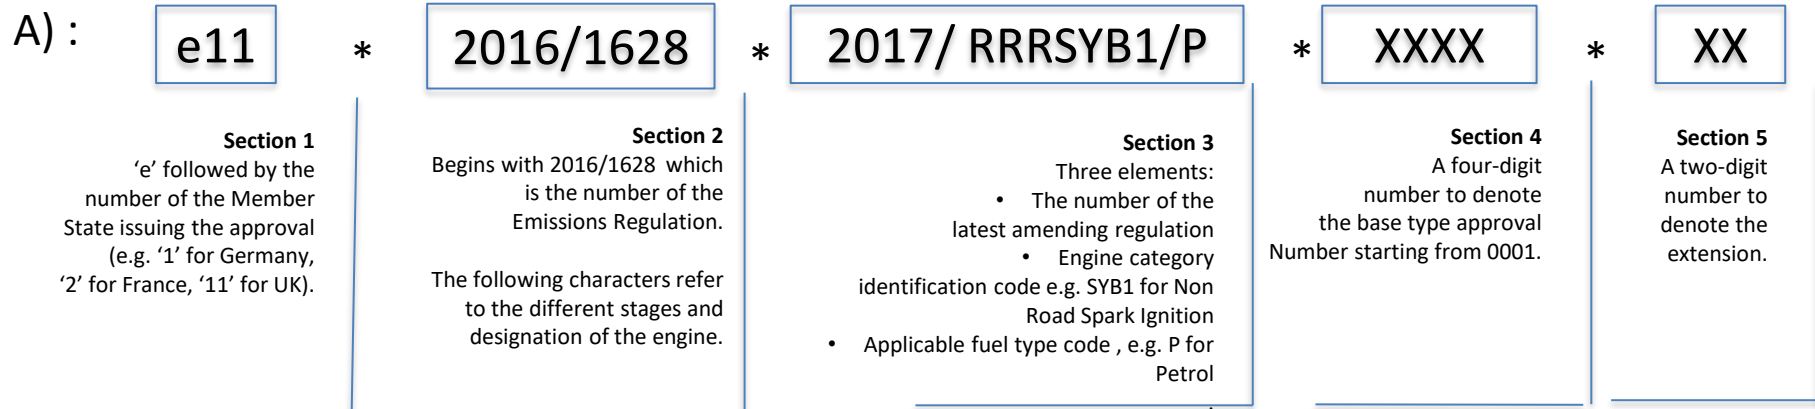 A) :
e11 * 2016/1628 * 2017/ RRRSYB1/P * XXXX * XX
Section 1
‘e’ followed by the
number of the Member
State issuing the approval
(e.g. ‘1’ for Germany,
‘2’ for France, ‘11’ for UK).
Section 2
Begins with 2016/1628 which
is the number of the
Emissions Regulation.
The following characters refer
to the different stages and
designation of the engine.
Section 3
Three elements:
• The number of the
latest amending regulation
• Engine category
identification code e.g. SYB1 for Non
Road Spark Ignition
• Applicable fuel type code , e.g. P for
Petrol
Section 4
A four-digit
number to denote
the base type approval
Number starting from 0001.
Section 5
A two-digit
number to
denote the
extension.